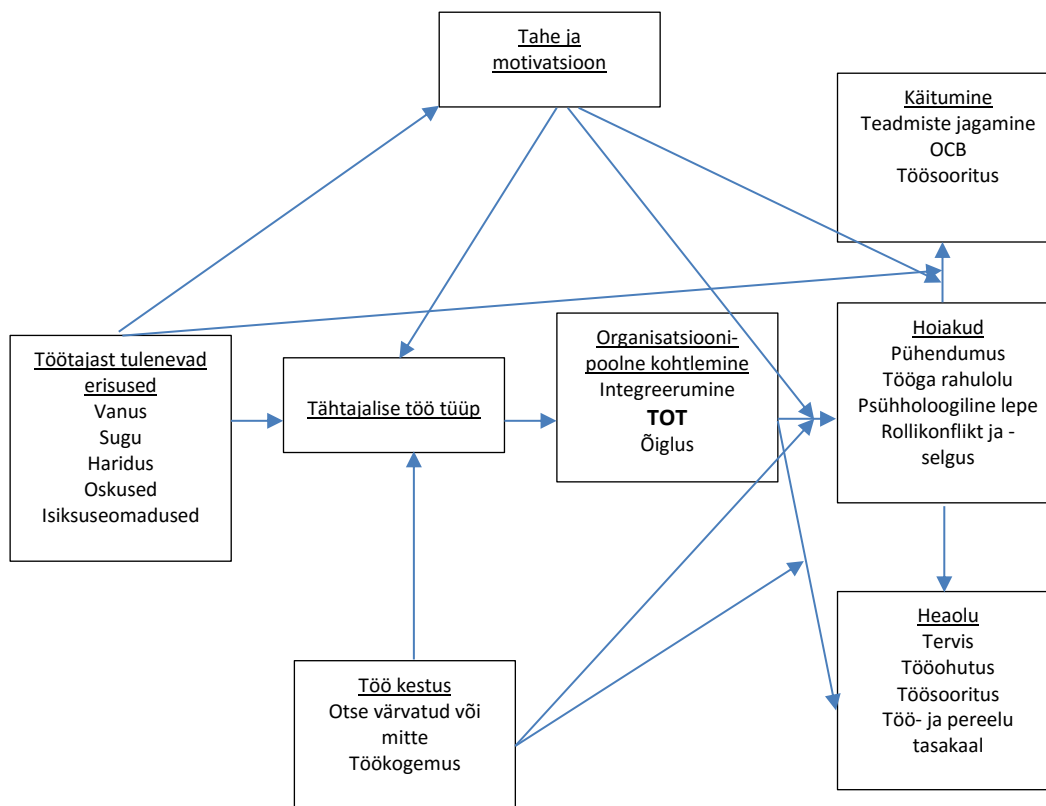 Tahe ja
motivatsioon
Käitumine
Teadmiste jagamine
OCB
Töösooritus
Töötajast tulenevad
erisused
Vanus
Sugu
Haridus
Oskused
Isiksuseomadused
Tähtajalise töö tüüp
Organisatsiooni-
poolne kohtlemine
Integreerumine
TOT
Õiglus
Hoiakud
Pühendumus
Tööga rahulolu
Psühholoogiline lepe
Rollikonflikt ja -
selgus
Töö kestus
Otse värvatud või
mitte
Töökogemus
Heaolu
Tervis
Tööohutus
Töösooritus
Töö- ja pereelu
tasakaal